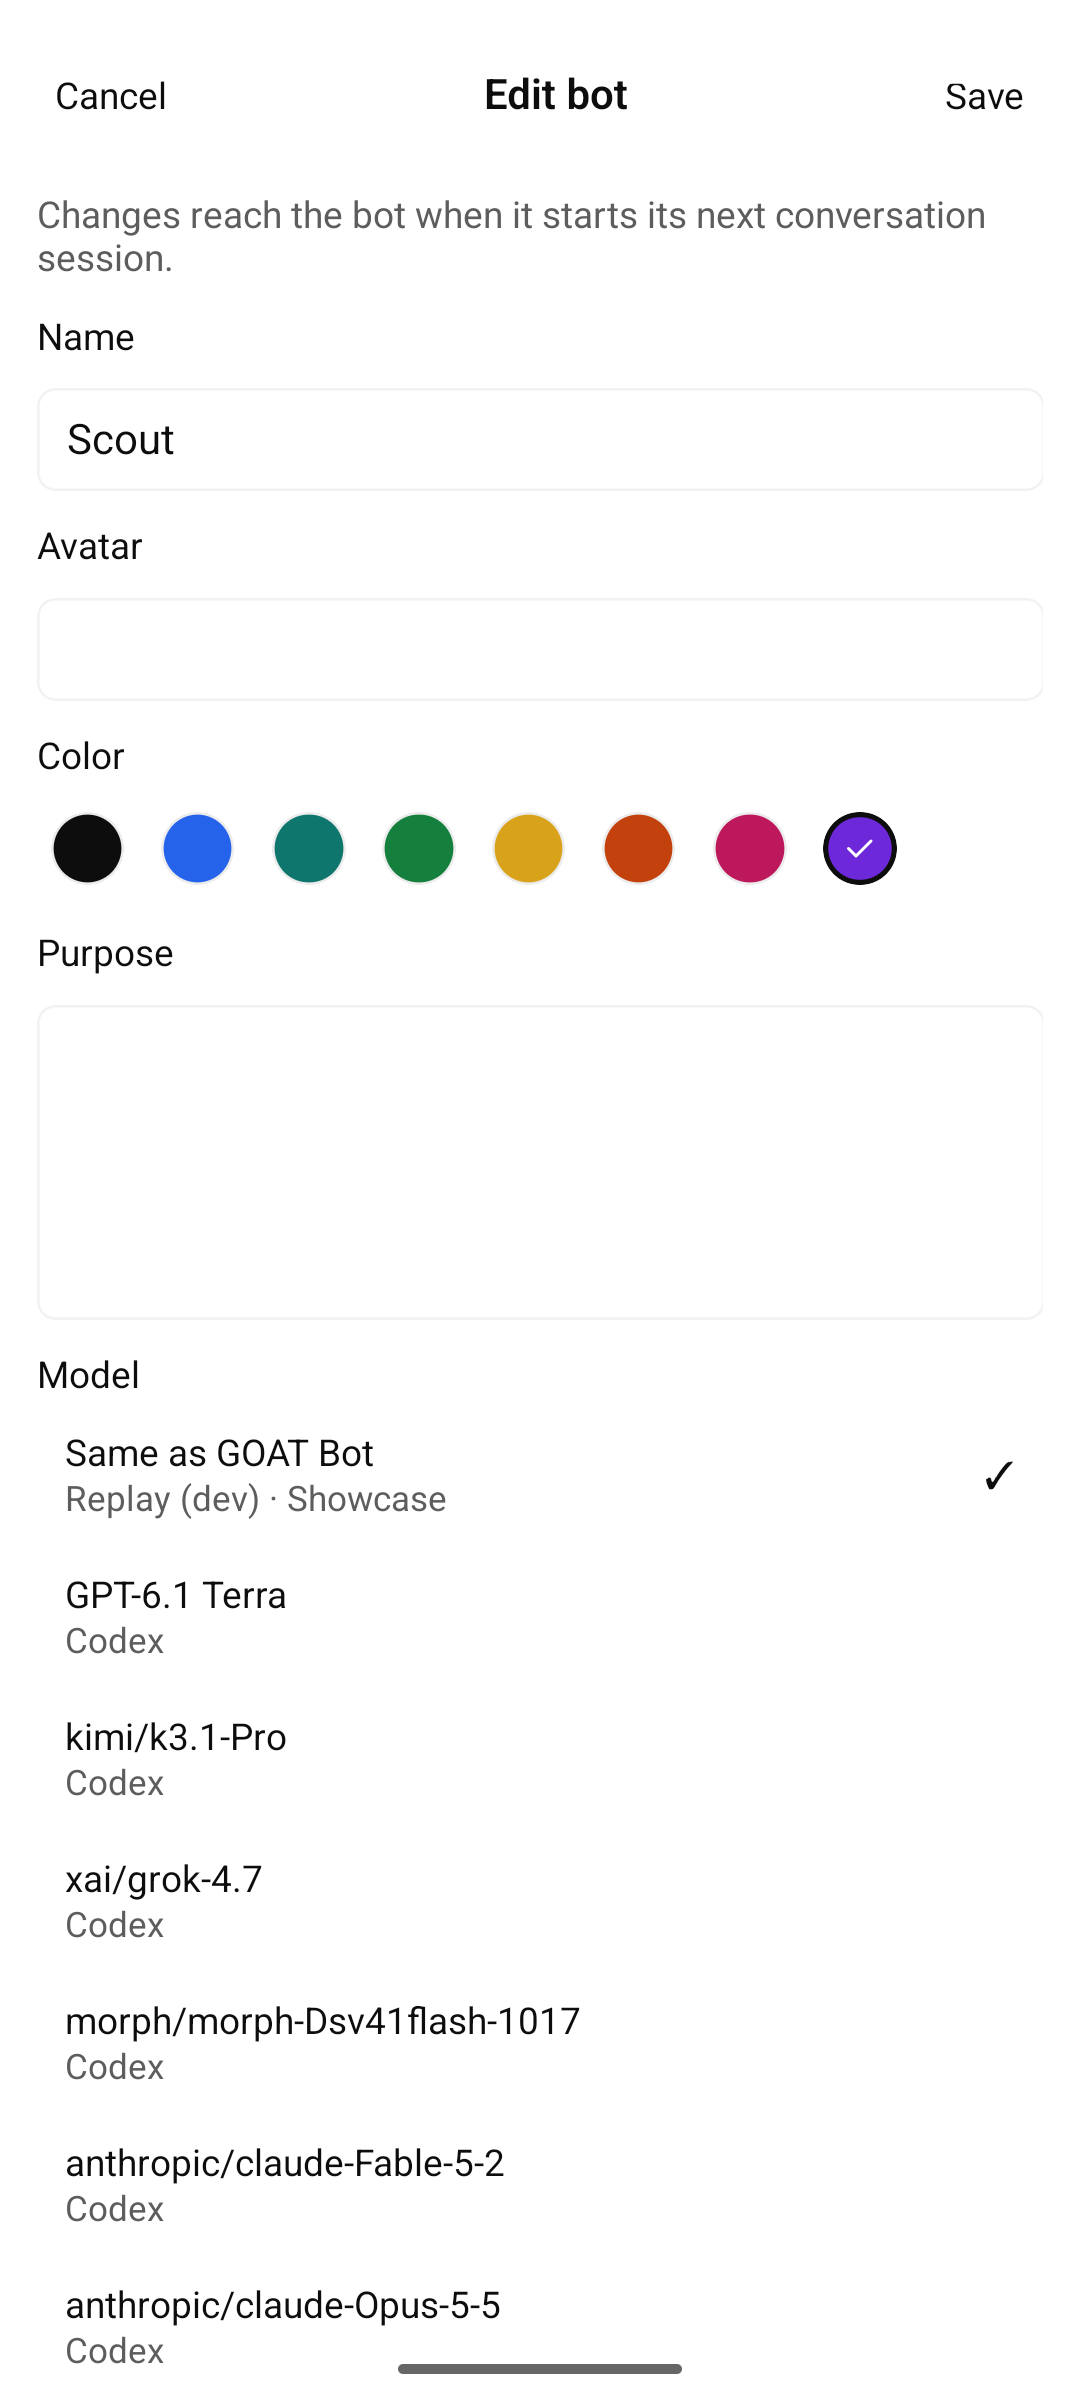 Cancel
Edit bot
Save
Changes reach the bot when it starts its next conversation
session.
Name
Scout
Avatar
Color
Purpose
Model
Same as GOAT Bot
Replay (dev) · Showcase
✓
GPT-6.1 Terra
Codex
kimi/k3.1-Pro
Codex
xai/grok-4.7
Codex
morph/morph-Dsv41flash-1017
Codex
anthropic/claude-Fable-5-2
Codex
anthropic/claude-Opus-5-5
Codex